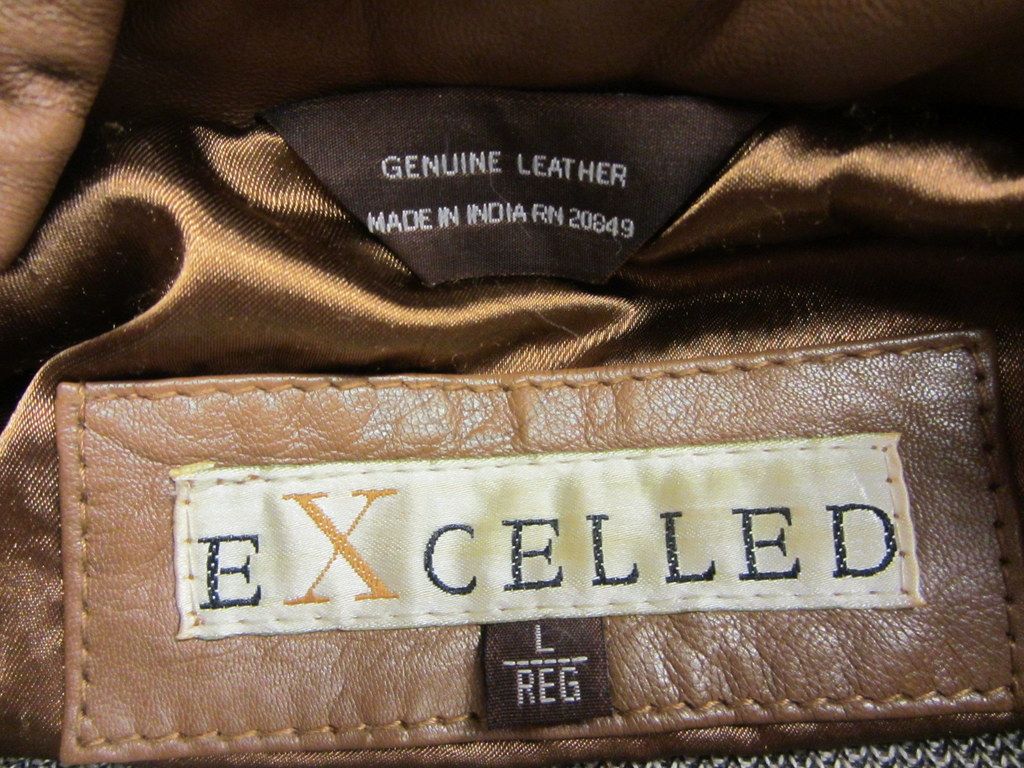 GENUINE LEATHER
MADE IN INDIA RN 20849
EXCELLED
L
REG